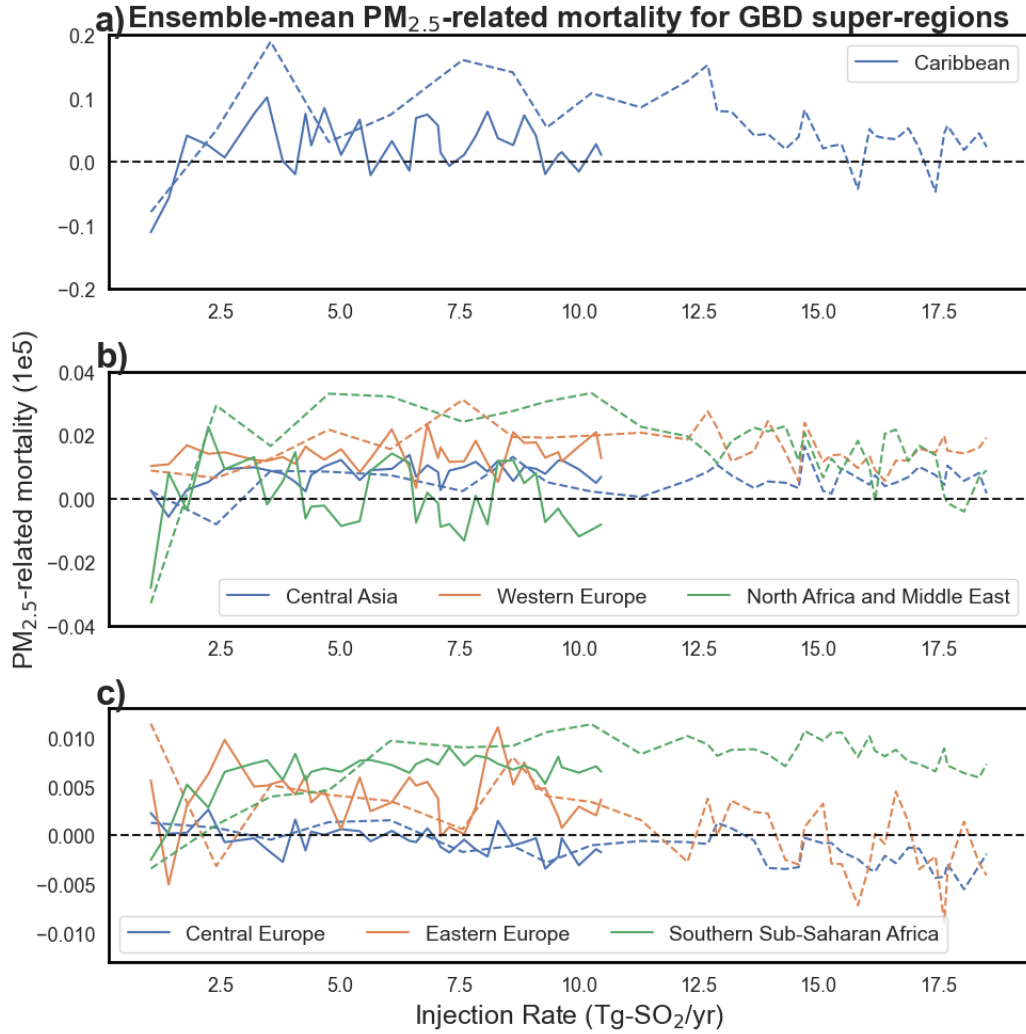 Ensemble-mean PM₂.₅-related mortality for GBD super-regions
a)
0.2
0.1
0.0
−0.1
−0.2
Caribbean
2.5 5.0 7.5 10.0 12.5 15.0 17.5
PM₂.₅-related mortality (1e5)
b)
0.04
0.02
0.00
−0.02
−0.04
Central Asia Western Europe North Africa and Middle East
2.5 5.0 7.5 10.0 12.5 15.0 17.5
c)
0.010
0.005
0.000
−0.005
−0.010
Central Europe Eastern Europe Southern Sub-Saharan Africa
2.5 5.0 7.5 10.0 12.5 15.0 17.5
Injection Rate (Tg-SO₂/yr)